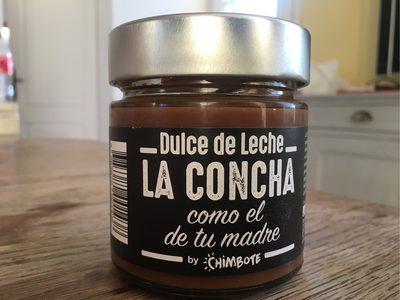 Dulce de Leche
LA CONCHA
como el
de tu madre
by CHIMBOTE